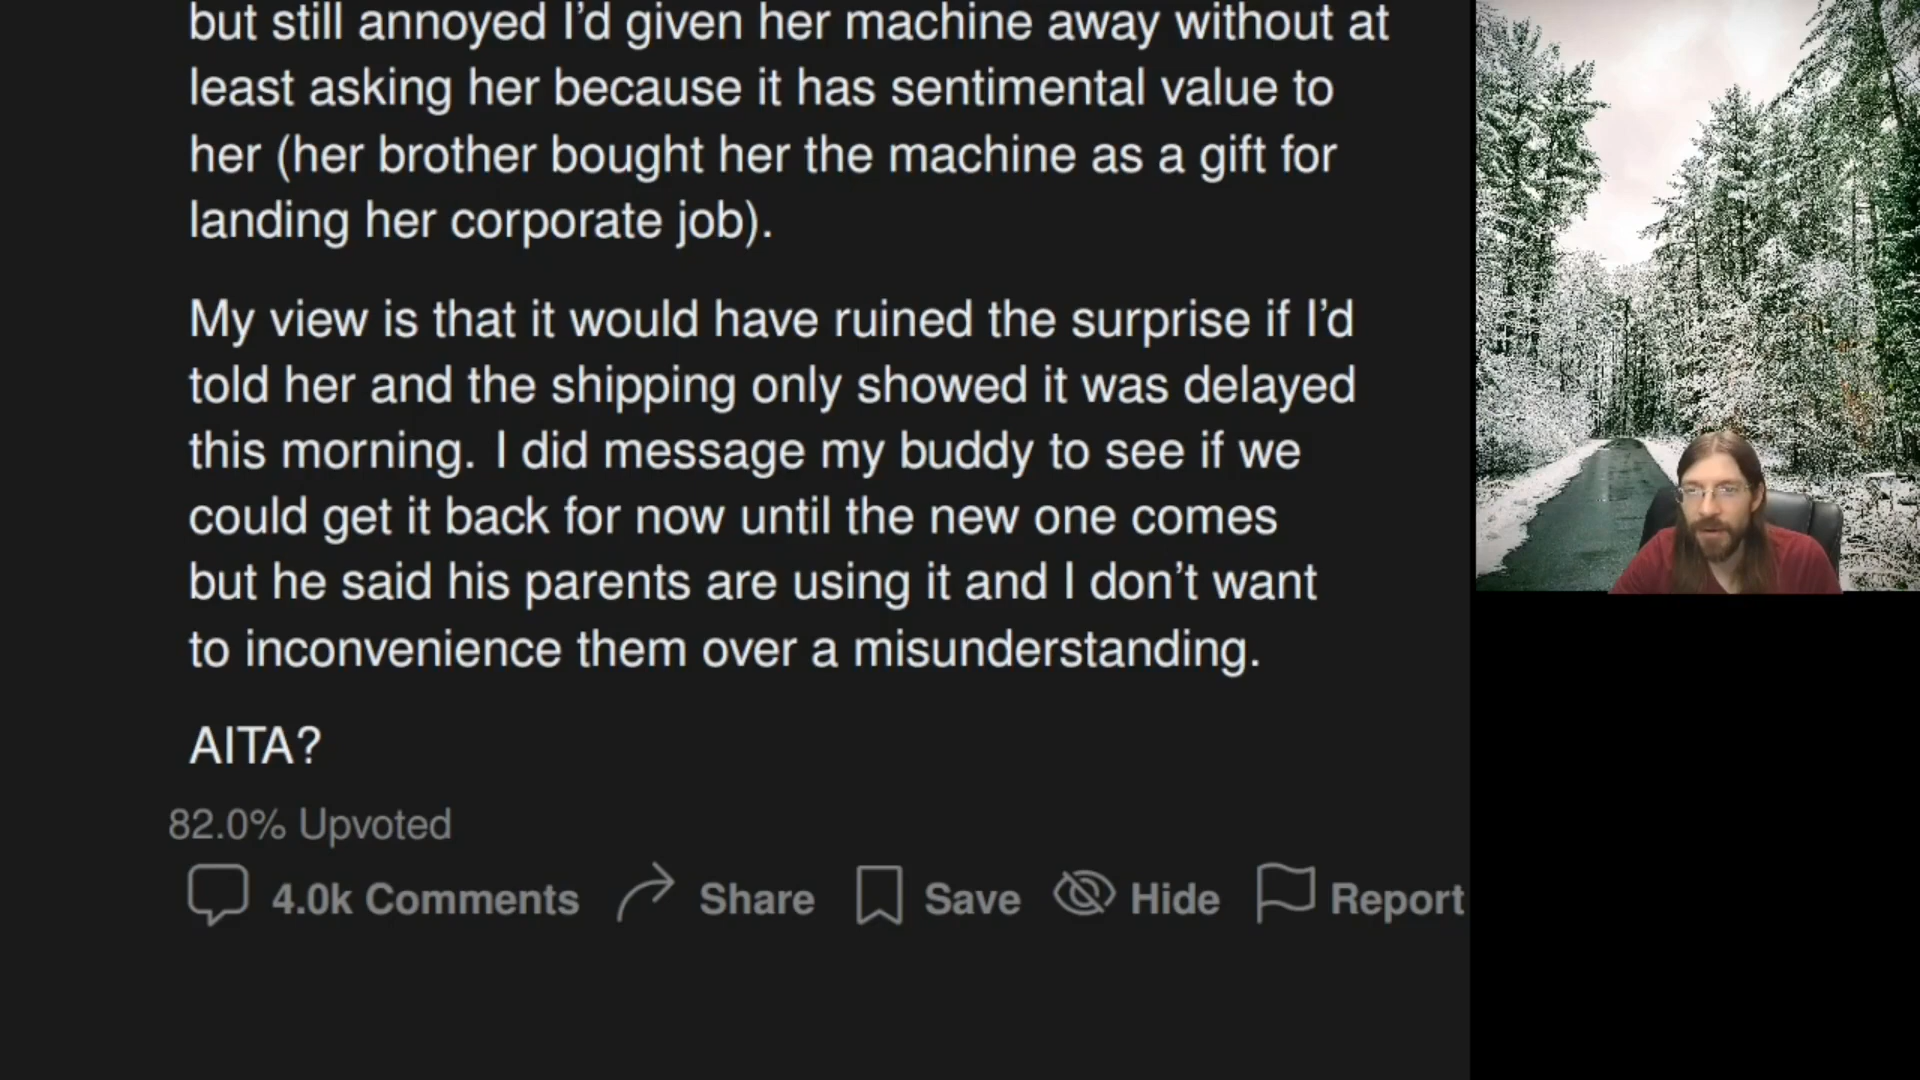 but still annoyed I’d given her machine away without at
least asking her because it has sentimental value to
her (her brother bought her the machine as a gift for
landing her corporate job).
My view is that it would have ruined the surprise if I’d
told her and the shipping only showed it was delayed
this morning. I did message my buddy to see if we
could get it back for now until the new one comes
but he said his parents are using it and I don’t want
to inconvenience them over a misunderstanding.
AITA?
82.0% Upvoted
4.0k Comments Share Save Hide Report